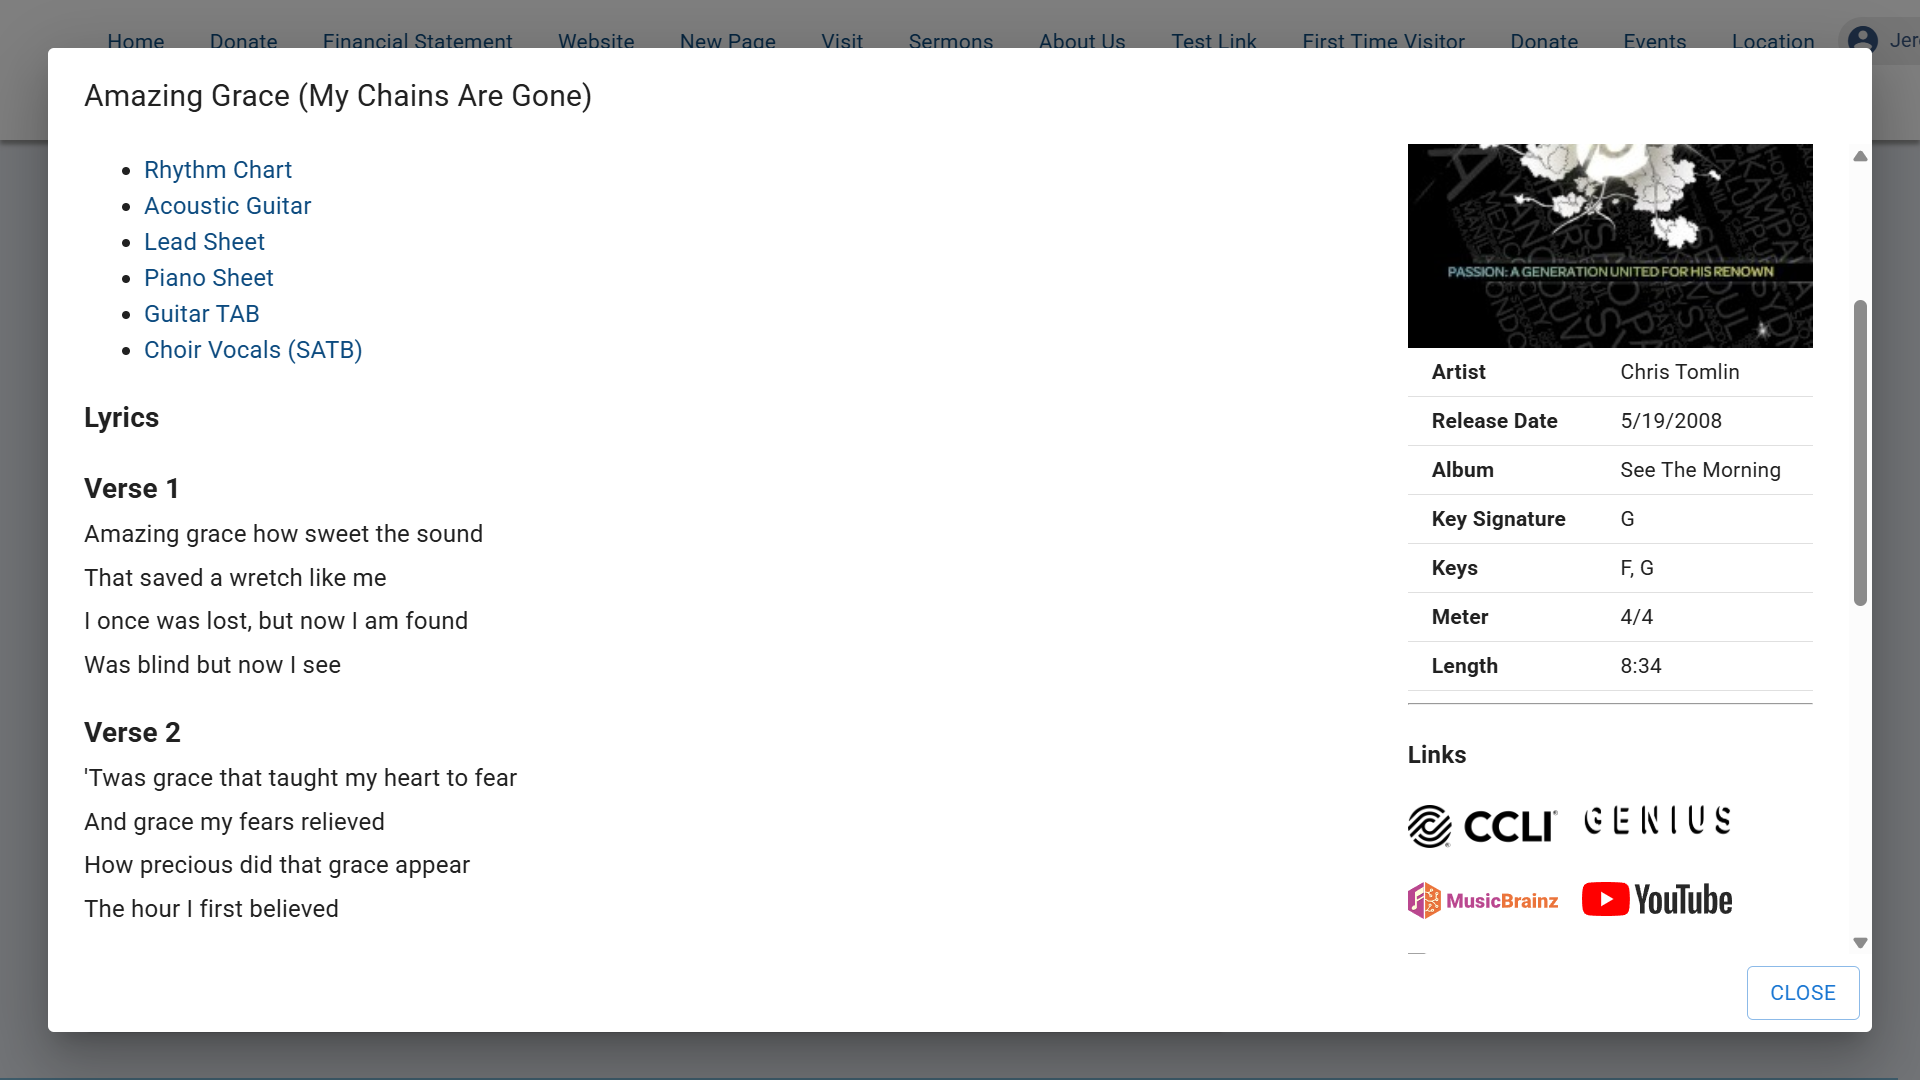 Home Donate Financial Statement Website New Page Visit Sermons About Us Test Link First Time Visitor Donate Events Location
Amazing Grace (My Chains Are Gone)
Rhythm Chart
Acoustic Guitar
Lead Sheet
Piano Sheet
Guitar TAB
Choir Vocals (SATB)
Lyrics
Verse 1
Amazing grace how sweet the sound
That saved a wretch like me
I once was lost, but now I am found
Was blind but now I see
Verse 2
'Twas grace that taught my heart to fear
And grace my fears relieved
How precious did that grace appear
The hour I first believed
PASSION: A GENERATION UNITED FOR HIS RENOWN
Artist Chris Tomlin
Release Date 5/19/2008
Album See The Morning
Key Signature G
Keys F, G
Meter 4/4
Length 8:34
Links
CCLI® GENIUS
MusicBrainz YouTube
CLOSE